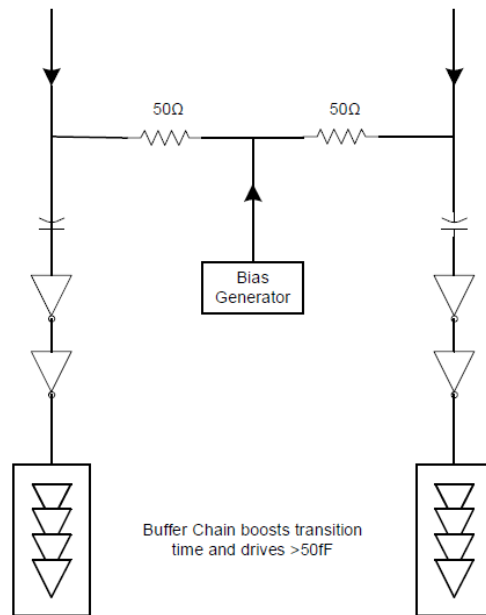 50Ω
50Ω
Bias
Generator
Buffer Chain boosts transition
time and drives >50fF